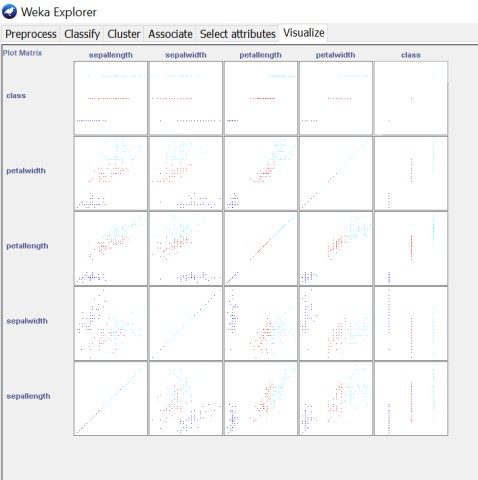 Weka Explorer
Preprocess Classify Cluster Associate Select attributes Visualize
Plot Matrix sepallength sepalwidth petallength petalwidth class
class
petalwidth
petallength
sepalwidth
sepallength